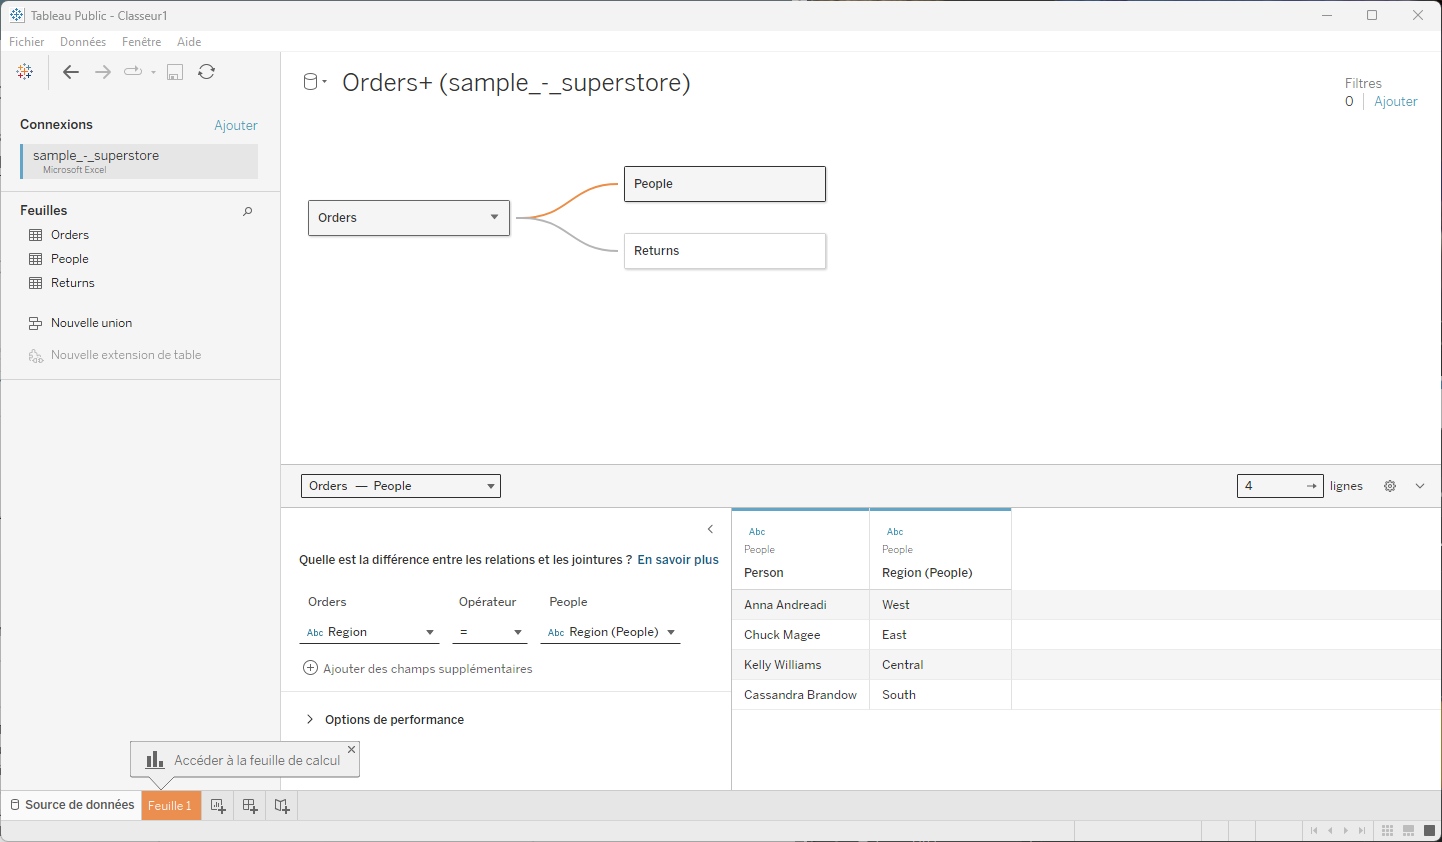 Tableau Public - Classeur1
Fichier Données Fenêtre Aide
Connexions Ajouter
sample_-_superstore
Microsoft Excel
Feuilles
Orders
People
Returns
Nouvelle union
Nouvelle extension de table
Orders+ (sample_-_superstore)
Filtres
0 Ajouter
People
Orders
Returns
Orders — People
4 → lignes
Quelle est la différence entre les relations et les jointures ? En savoir plus
Orders Opérateur People
Abc Region = Abc Region (People)
Ajouter des champs supplémentaires
Options de performance
Abc Abc
People People
Person Region (People)
Anna Andreadi West
Chuck Magee East
Kelly Williams Central
Cassandra Brandow South
Accéder à la feuille de calcul
Source de données Feuille 1